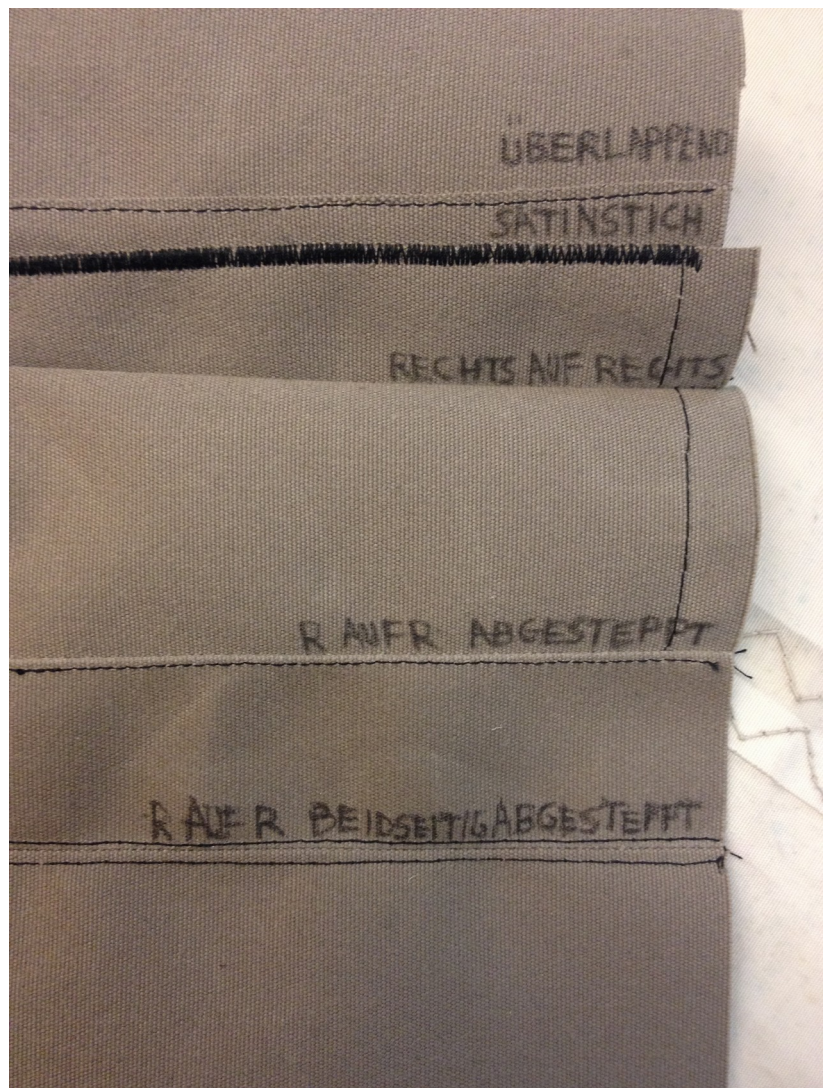 ÜBERLAPPEND
SATINSTICH
RECHTS AUF RECHTS
R AUF R ABGESTEPPT
R AUF R BEIDSEITIG ABGESTEPPT